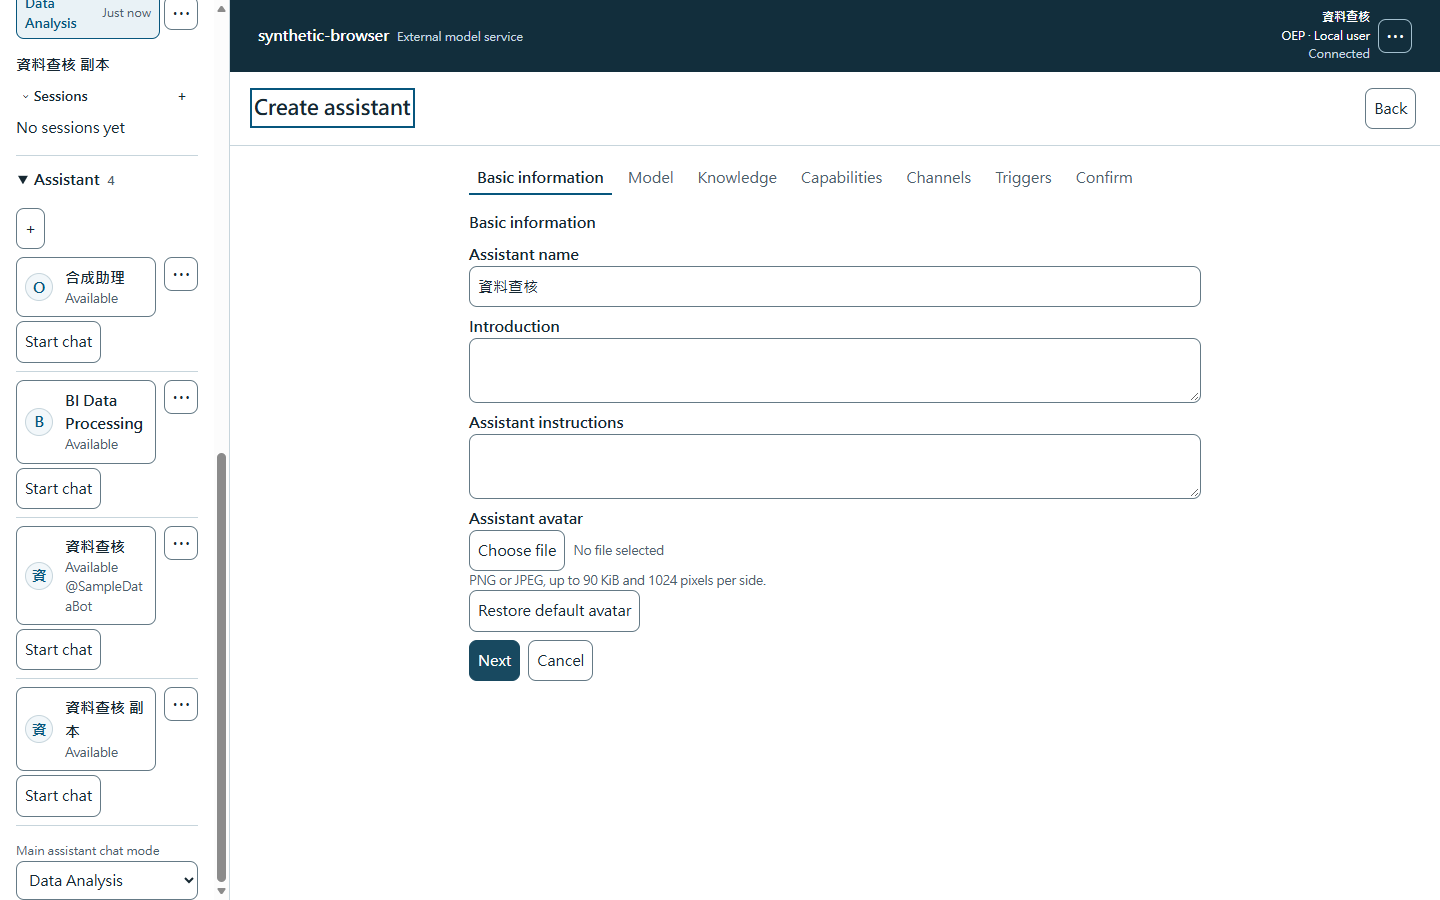 Data
Analysis
Just now
...
資料查核 副本
Sessions
+
No sessions yet
Assistant 4
+
O
合成助理
Available
...
Start chat
B
BI Data
Processing
Available
...
Start chat
資
資料查核
Available
@SampleDat
aBot
...
Start chat
資
資料查核 副
本
Available
...
Start chat
Main assistant chat mode
Data Analysis
synthetic-browser External model service
資料查核
OEP · Local user
Connected
...
Create assistant
Back
Basic information Model Knowledge Capabilities Channels Triggers Confirm
Basic information
Assistant name
資料查核
Introduction
Assistant instructions
Assistant avatar
Choose file No file selected
PNG or JPEG, up to 90 KiB and 1024 pixels per side.
Restore default avatar
Next Cancel